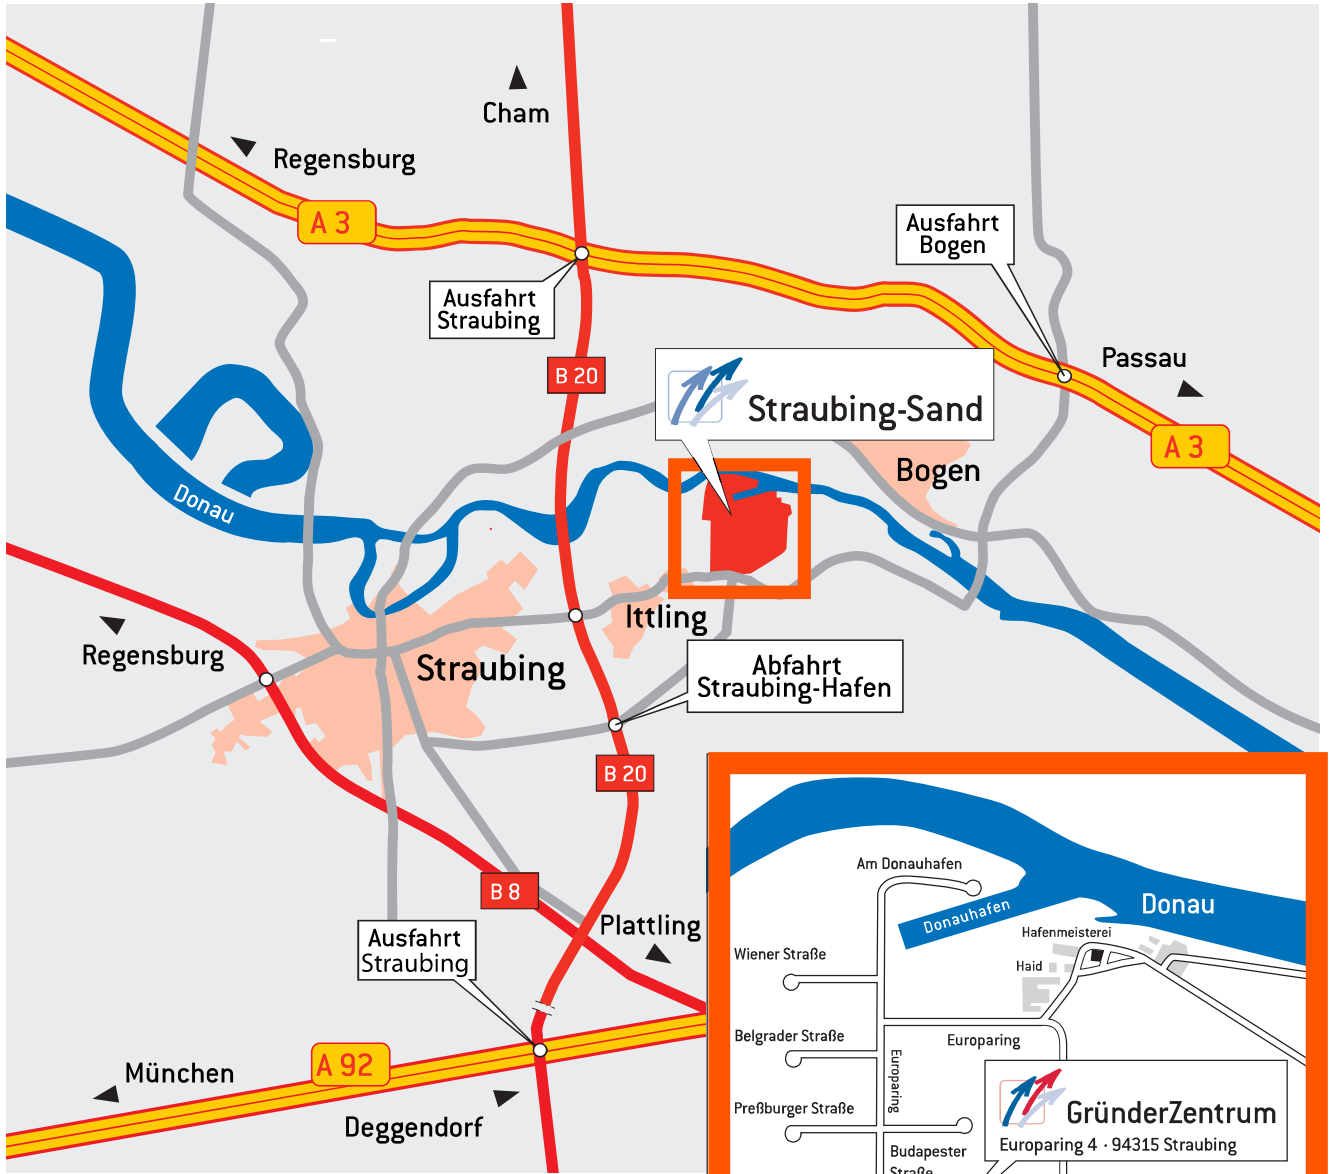 Cham
Regensburg
A 3
Ausfahrt
Bogen
Ausfahrt
Straubing
Passau
B 20
Straubing-Sand
A 3
Bogen
Donau
Ittling
Regensburg
Straubing
Abfahrt
Straubing-Hafen
B 20
B 8
Plattling
Ausfahrt
Straubing
München
A 92
Deggendorf
Am Donauhafen
Donauhafen
Donau
Hafenmeisterei
Wiener Straße
Haid
Belgrader Straße
Europaring
Europaring
Preßburger Straße
GründerZentrum
Europaring 4 · 94315 Straubing
Budapester
Straße